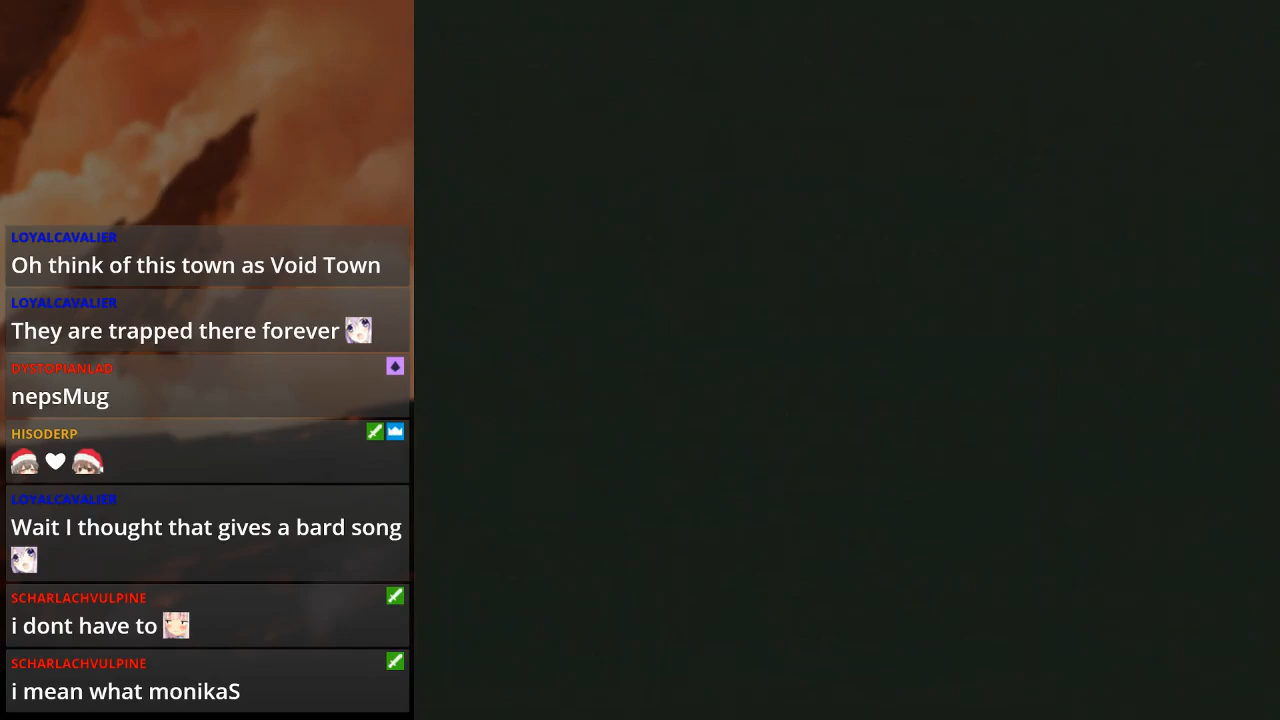 LOYALCAVALIER
Oh think of this town as Void Town
LOYALCAVALIER
They are trapped there forever
DYSTOPIANLAD
nepsMug
HISODERP
LOYALCAVALIER
Wait I thought that gives a bard song
SCHARLACHVULPINE
i dont have to
SCHARLACHVULPINE
i mean what monikaS